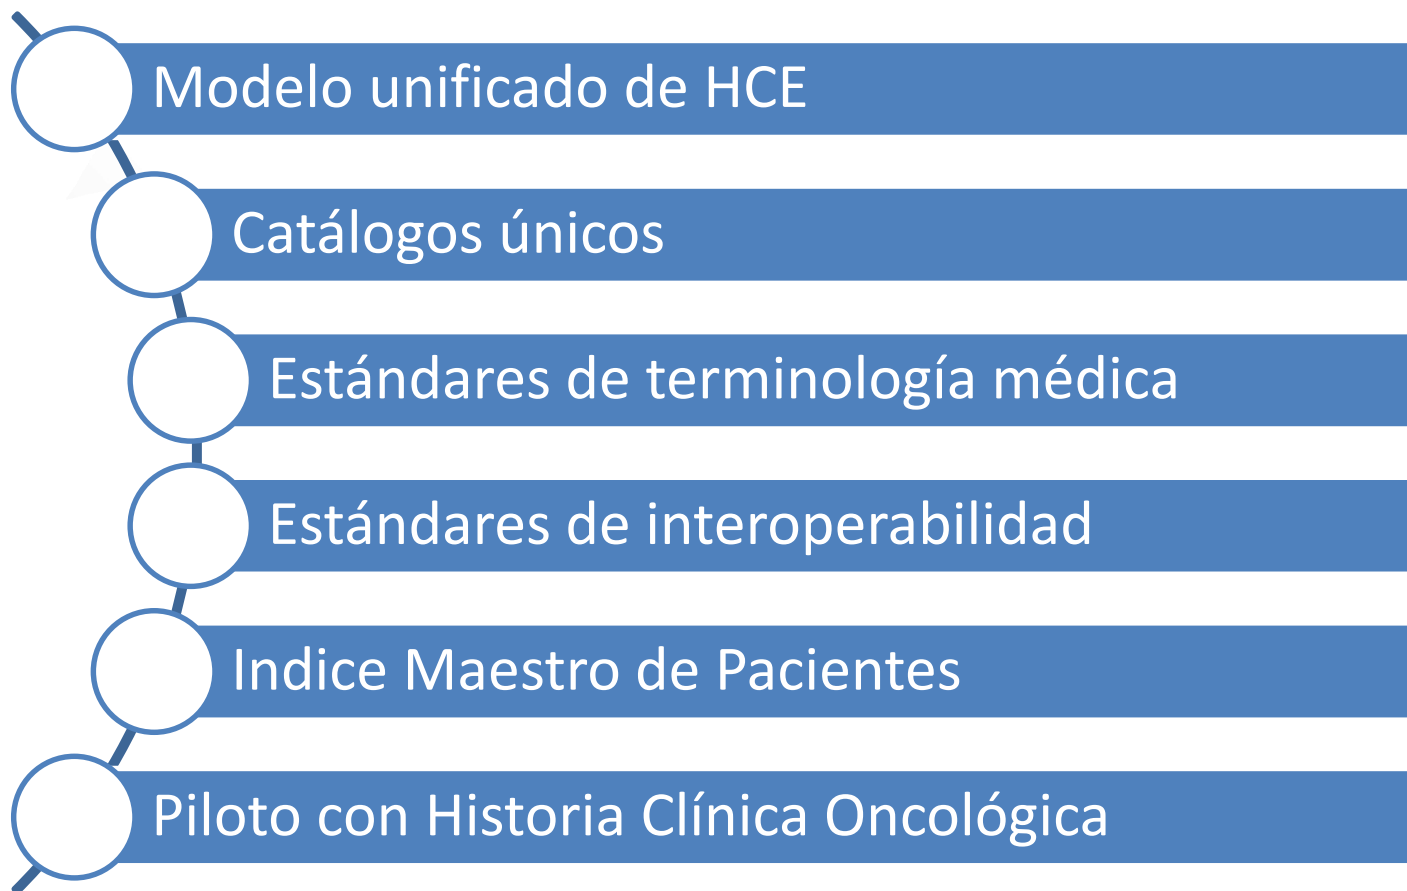 Modelo unificado de HCE
Catálogos únicos
Estándares de terminología médica
Estándares de interoperabilidad
Indice Maestro de Pacientes
Piloto con Historia Clínica Oncológica